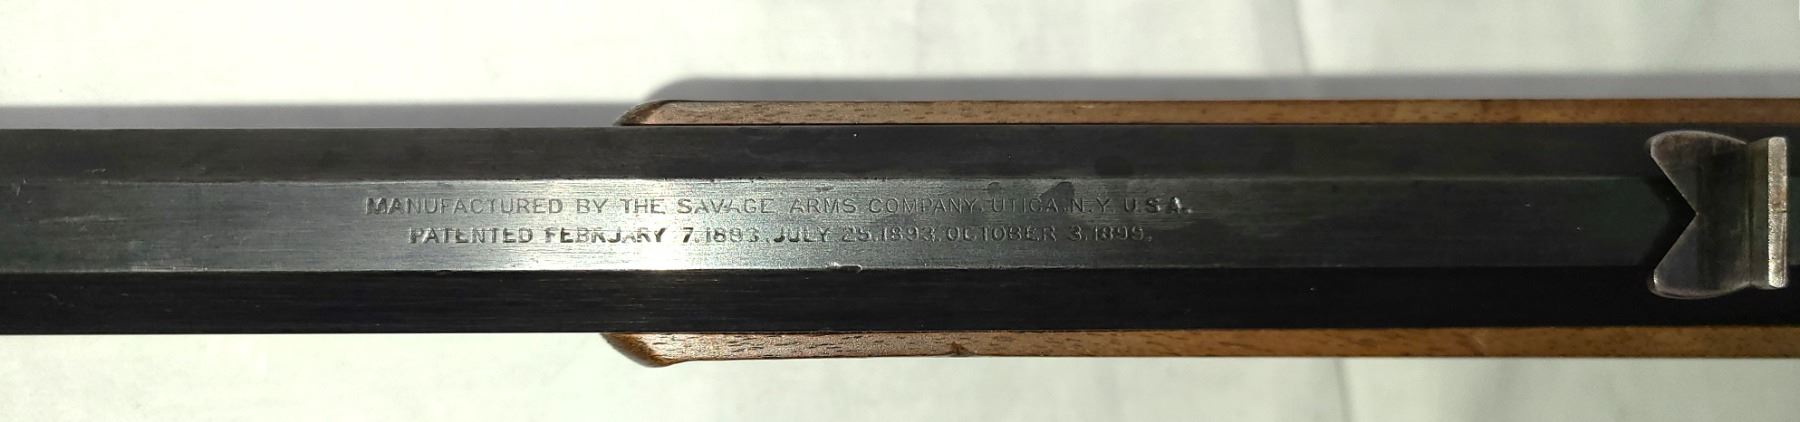 MANUFACTURED BY THE SAVAGE ARMS COMPANY, UTICA, N.Y. U.S.A.
PATENTED FEBRUARY 7, 1893, JULY 25, 1893, OCTOBER 3, 1899,